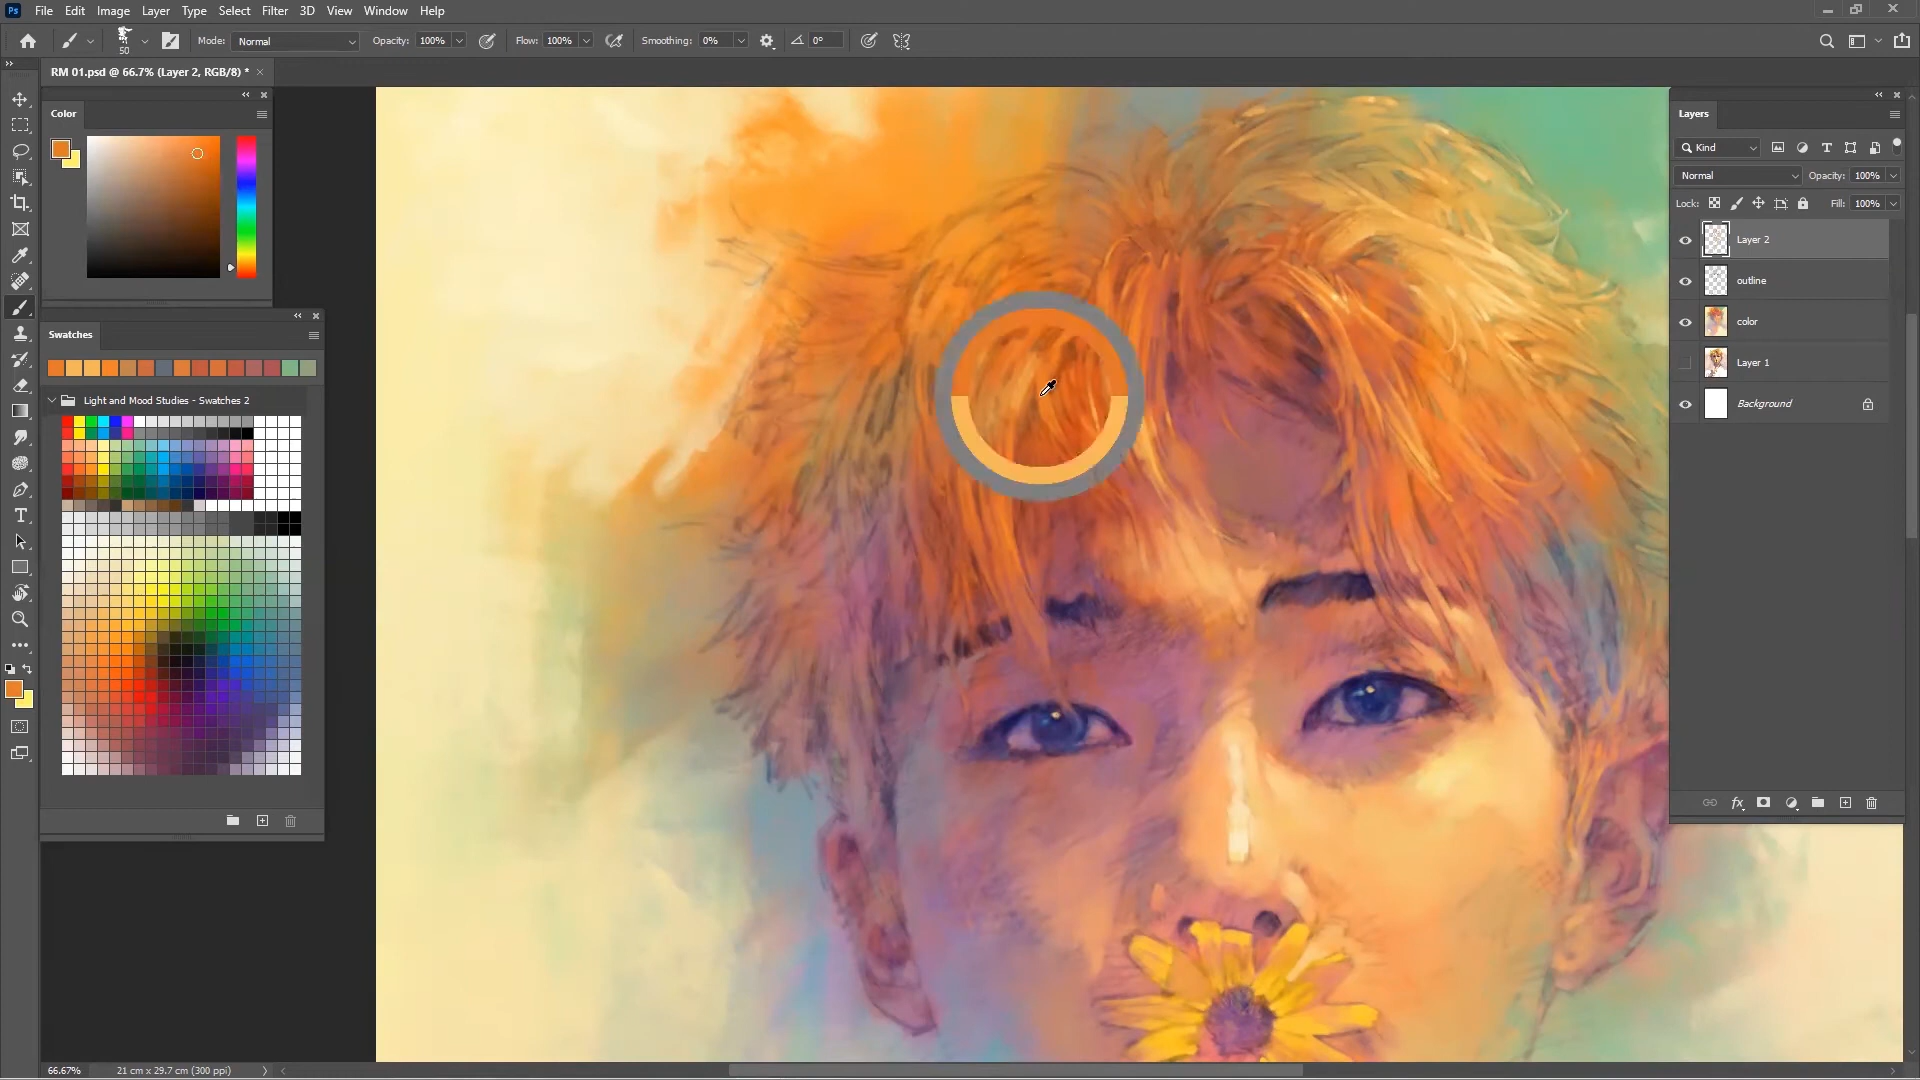 Ps File Edit Image Layer Type Select Filter 3D View Window Help
50 Mode: Normal Opacity: 100% Flow: 100% Smoothing: 0% 0°
RM 01.psd @ 66.7% (Layer 2, RGB/8) *
Color
Swatches
Light and Mood Studies - Swatches 2
Layers
Kind
Normal Opacity: 100%
Lock: Fill: 100%
Layer 2
outline
color
Layer 1
Background
fx
66.67% 21 cm x 29.7 cm (300 ppi)